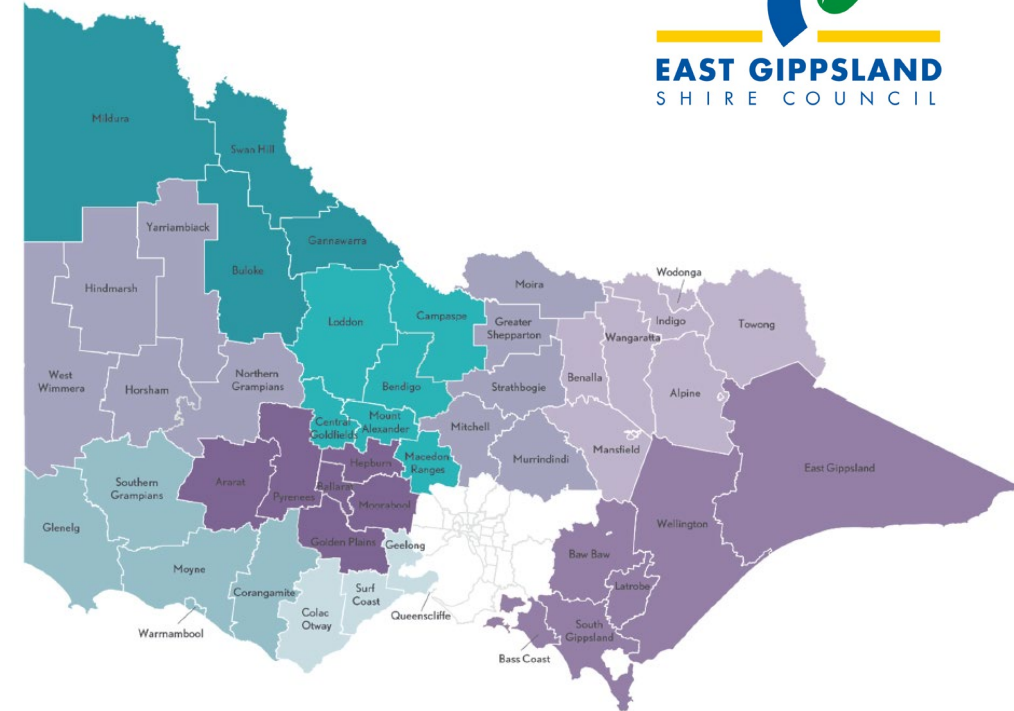 EAST GIPPSLAND
SHIRE COUNCIL
Mildura
Swan Hill
Yarriambiack
Gannawarra
Buloke
Hindmarsh
Wodonga
Moira
Loddon
Campaspe
Greater
Shepparton
Indigo
Towong
Wangaratta
West
Wimmera
Horsham
Northern
Grampians
Bendigo
Strathbogie
Benalla
Alpine
Central
Goldfields
Mount
Alexander
Mitchell
Mansfield
Macedon
Ranges
Murrindindi
Hepburn
East Gippsland
Southern
Grampians
Ararat
Pyrenees
Ballarat
Moorabool
Glenelg
Wellington
Golden Plains
Geelong
Baw Baw
Moyne
Corangamite
Surf
Coast
Latrobe
Colac
Otway
Queenscliffe
Warrnambool
South
Gippsland
Bass Coast